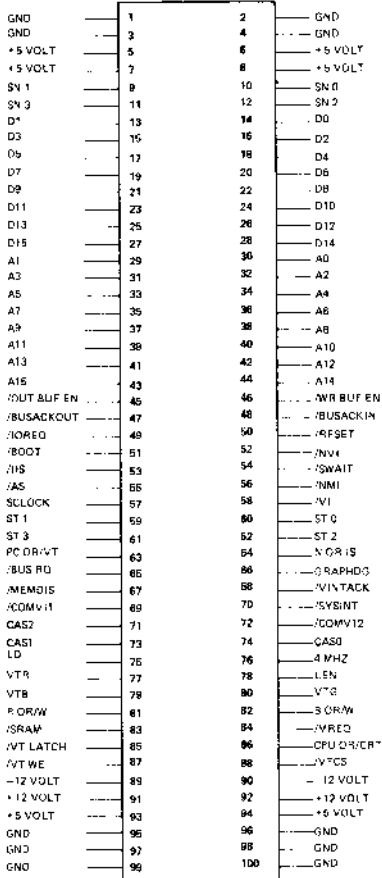 GND 1 2 GND
GND 3 4 GND
+5 VOLT 5 6 +5 VOLT
+5 VOLT 7 8 +5 VOLT
SN 1 9 10 SN 0
SN 3 11 12 SN 2
D1 13 14 D0
D3 15 16 D2
D5 17 18 D4
D7 19 20 D6
D9 21 22 D8
D11 23 24 D10
D13 25 26 D12
D15 27 28 D14
A1 29 30 A0
A3 31 32 A2
A5 33 34 A4
A7 35 36 A6
A9 37 38 A8
A11 39 40 A10
A13 41 42 A12
A15 43 44 A14
/OUT BUF EN 45 46 /WR BUF EN
/BUSACKOUT 47 48 /BUSACKIN
/IOREQ 49 50 /RESET
/BOOT 51 52
/DS 53 54 /SWAIT
/AS 55 56 /NMI
SCLOCK 57 58 /VI
ST 1 59 60 ST 0
ST 3 61 62 ST 2
PC OR/VT 63 64 N OR/S
/BUS RQ 65 66
/MEMDIS 67 68 /VINTACK
/COMVI1 69 70 /SYSINT
CAS2 71 72 /COMVI2
CAS1 73 74 CAS0
LD 75 76 4 MHZ
VTR 77 78 LEN
VTB 79 80 VTG
R OR/W 81 82 B OR/W
/SRAM 83 84 /VREQ
/VT LATCH 85 86 CPU OR/CRT
/VT WE 87 88 /VTCS
-12 VOLT 89 90 -12 VOLT
+12 VOLT 91 92 +12 VOLT
+5 VOLT 93 94 +5 VOLT
GND 95 96 GND
GND 97 98 GND
GND 99 100 GND